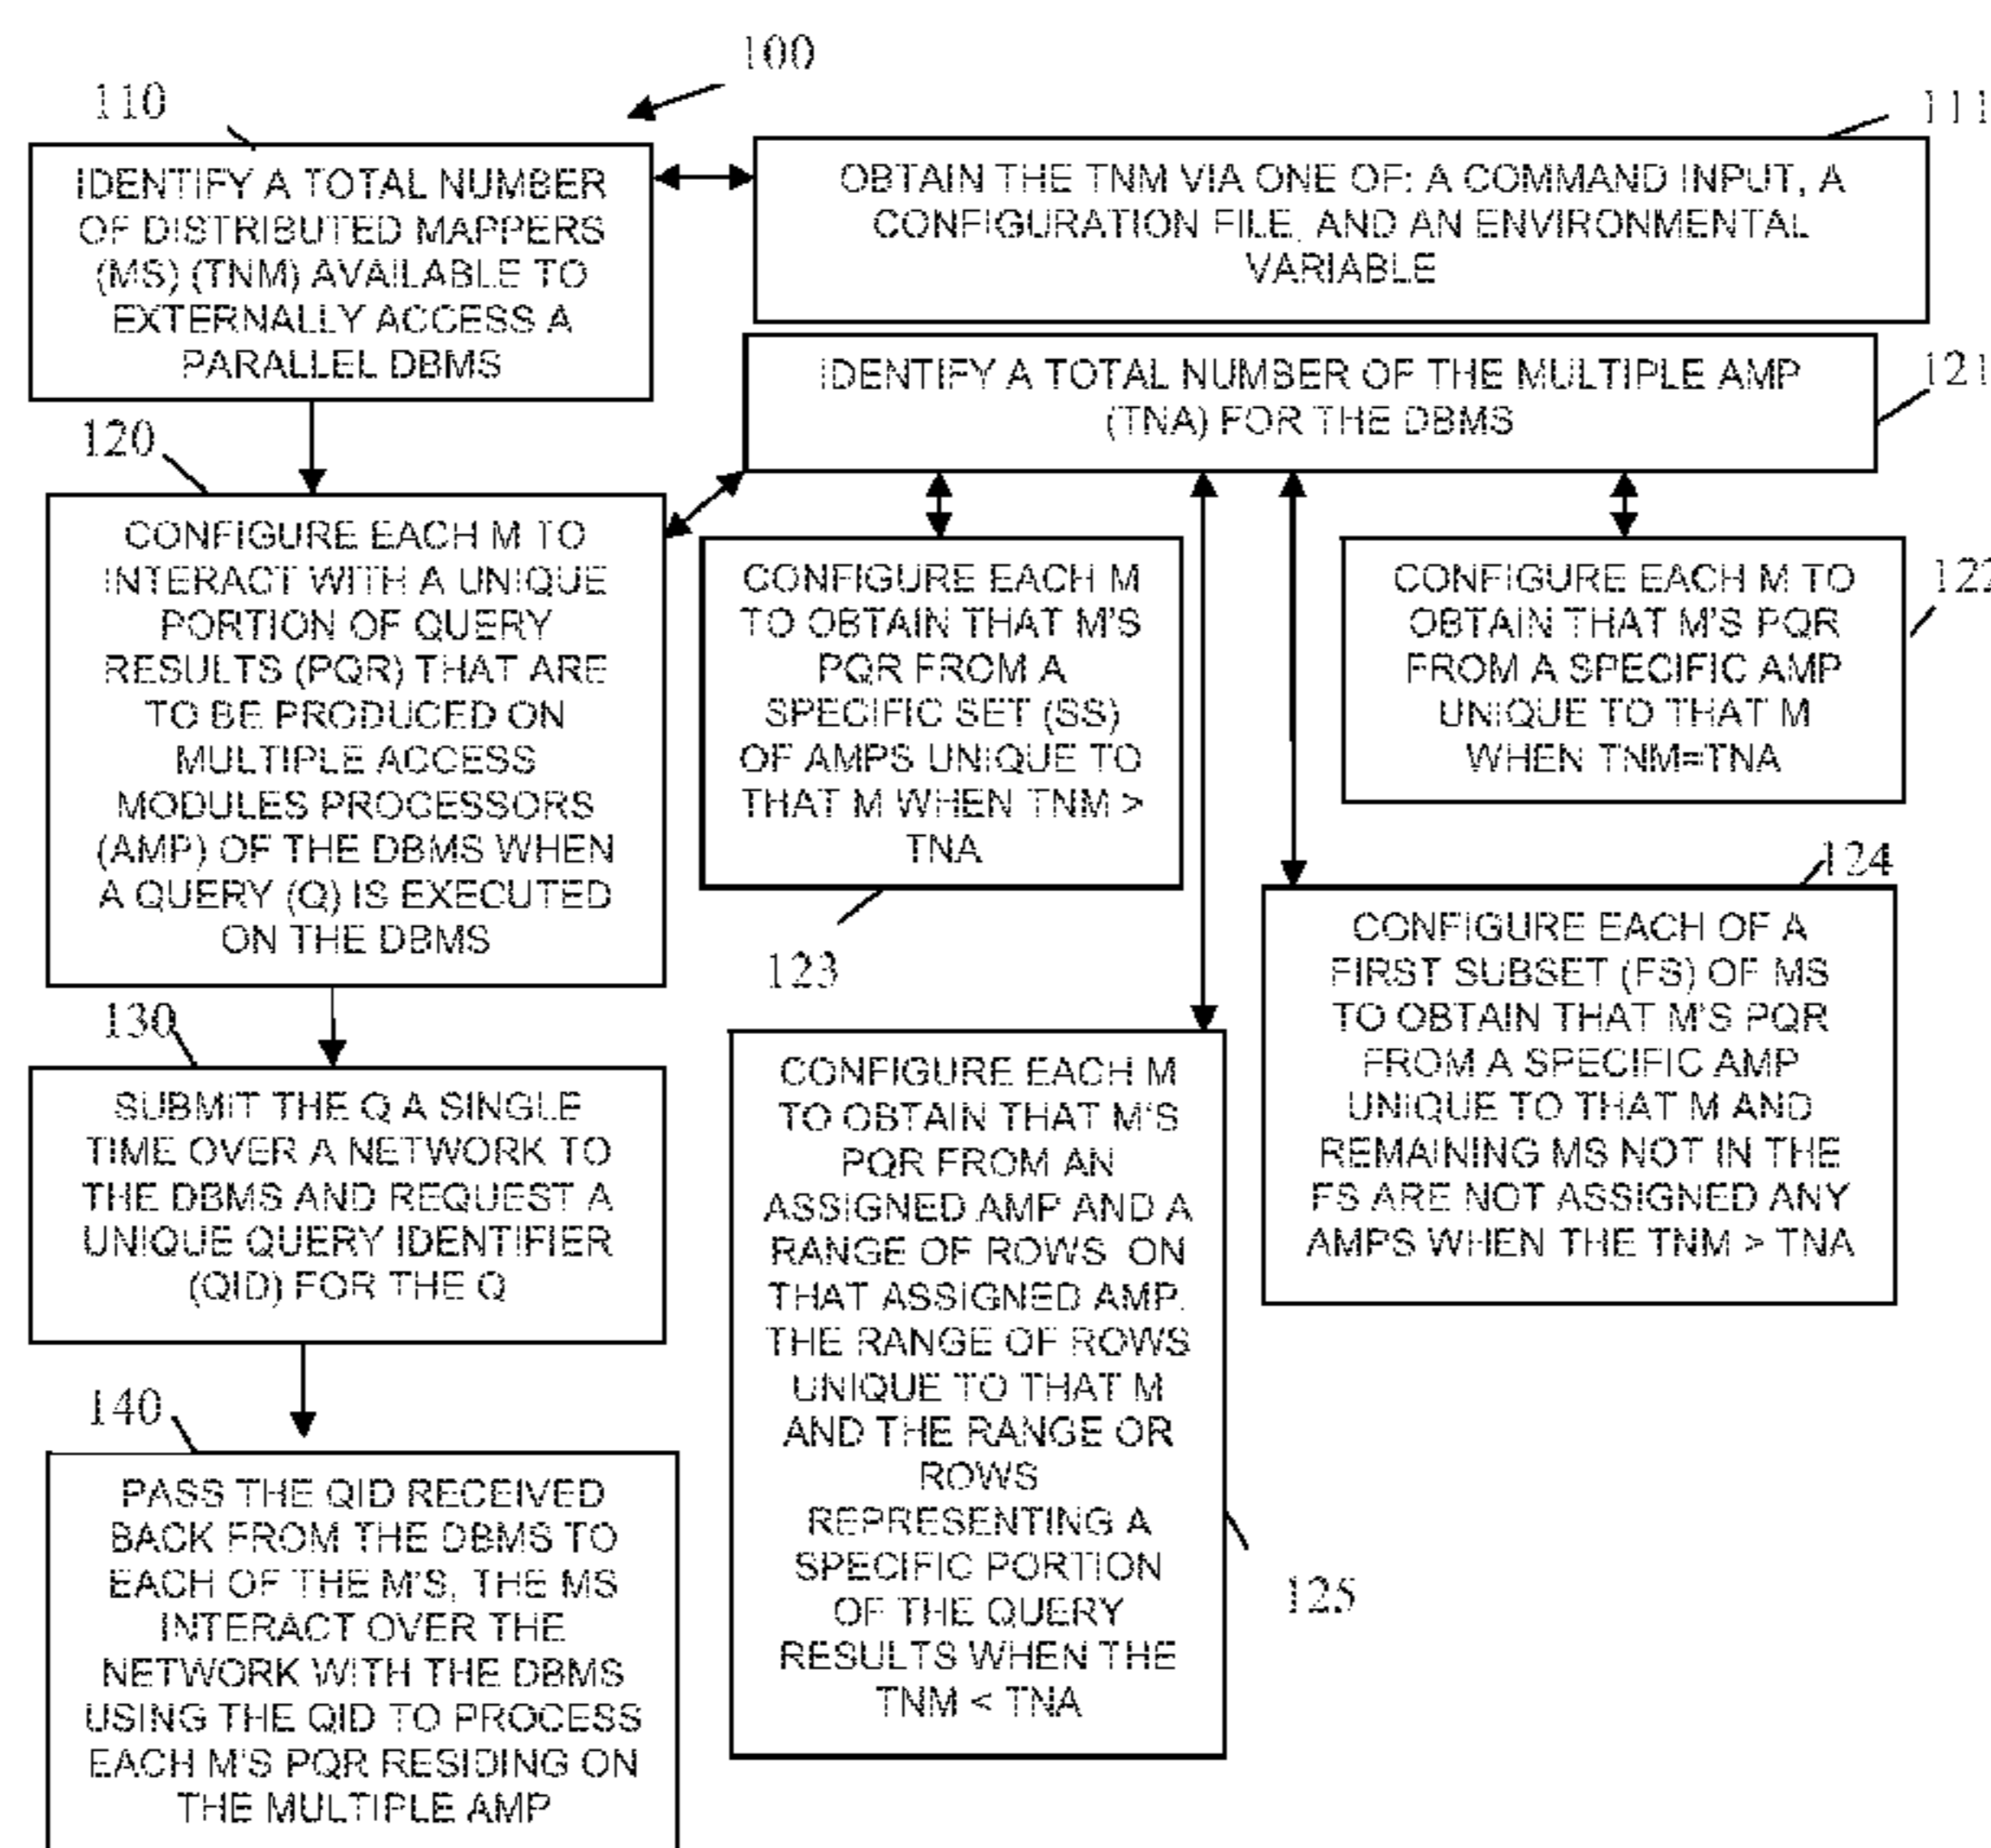 100
110
IDENTIFY A TOTAL NUMBER
OF DISTRIBUTED MAPPERS
(MS) (TNM) AVAILABLE TO
EXTERNALLY ACCESS A
PARALLEL DBMS
111
OBTAIN THE TNM VIA ONE OF: A COMMAND INPUT, A
CONFIGURATION FILE, AND AN ENVIRONMENTAL
VARIABLE
121
IDENTIFY A TOTAL NUMBER OF THE MULTIPLE AMP
(TNA) FOR THE DBMS
120
CONFIGURE EACH M TO
INTERACT WITH A UNIQUE
PORTION OF QUERY
RESULTS (PQR) THAT ARE
TO BE PRODUCED ON
MULTIPLE ACCESS
MODULES PROCESSORS
(AMP) OF THE DBMS WHEN
A QUERY (Q) IS EXECUTED
ON THE DBMS
CONFIGURE EACH M
TO OBTAIN THAT M'S
PQR FROM A
SPECIFIC SET (SS)
OF AMPS UNIQUE TO
THAT M WHEN TNM >
TNA
123
122
CONFIGURE EACH M TO
OBTAIN THAT M'S PQR
FROM A SPECIFIC AMP
UNIQUE TO THAT M
WHEN TNM=TNA
124
CONFIGURE EACH OF A
FIRST SUBSET (FS) OF MS
TO OBTAIN THAT M'S PQR
FROM A SPECIFIC AMP
UNIQUE TO THAT M AND
REMAINING MS NOT IN THE
FS ARE NOT ASSIGNED ANY
AMPS WHEN THE TNM > TNA
130
SUBMIT THE Q A SINGLE
TIME OVER A NETWORK TO
THE DBMS AND REQUEST A
UNIQUE QUERY IDENTIFIER
(QID) FOR THE Q
CONFIGURE EACH M
TO OBTAIN THAT M'S
PQR FROM AN
ASSIGNED AMP AND A
RANGE OF ROWS ON
THAT ASSIGNED AMP.
THE RANGE OF ROWS
UNIQUE TO THAT M
AND THE RANGE OR
ROWS
REPRESENTING A
SPECIFIC PORTION
OF THE QUERY
RESULTS WHEN THE
TNM < TNA
125
140
PASS THE QID RECEIVED
BACK FROM THE DBMS TO
EACH OF THE M'S, THE MS
INTERACT OVER THE
NETWORK WITH THE DBMS
USING THE QID TO PROCESS
EACH M'S PQR RESIDING ON
THE MULTIPLE AMP